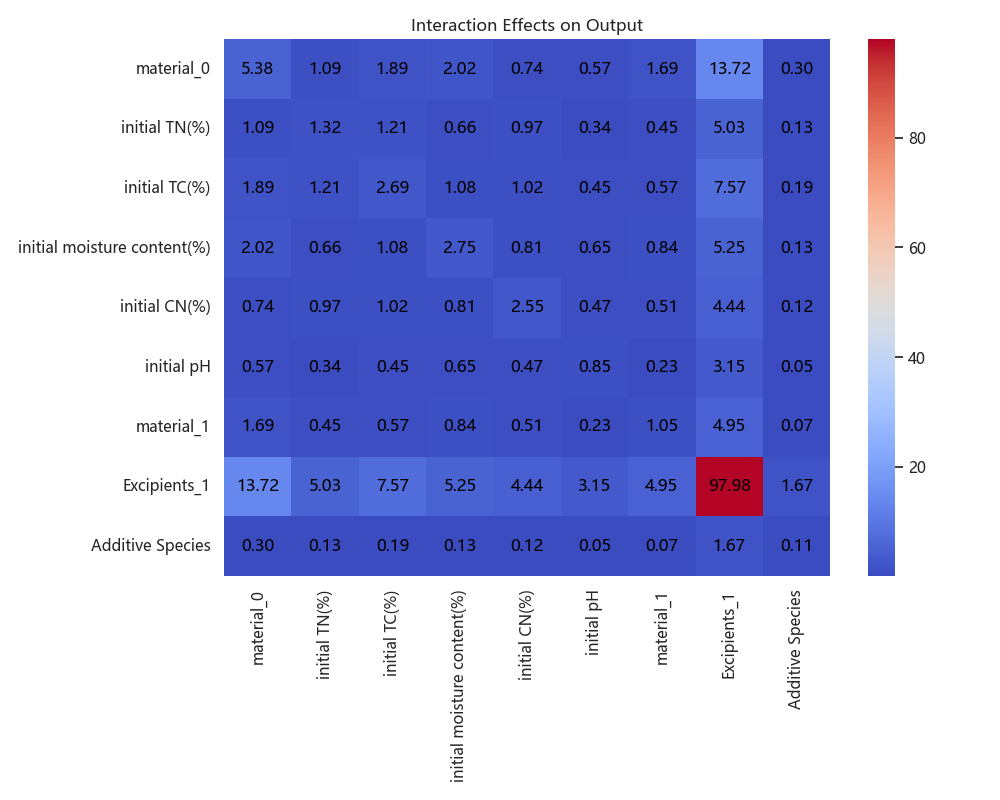 Interaction Effects on Output
material_0 5.38 1.09 1.89 2.02 0.74 0.57 1.69 13.72 0.30
initial TN(%) 1.09 1.32 1.21 0.66 0.97 0.34 0.45 5.03 0.13
initial TC(%) 1.89 1.21 2.69 1.08 1.02 0.45 0.57 7.57 0.19
initial moisture content(%) 2.02 0.66 1.08 2.75 0.81 0.65 0.84 5.25 0.13
initial CN(%) 0.74 0.97 1.02 0.81 2.55 0.47 0.51 4.44 0.12
initial pH 0.57 0.34 0.45 0.65 0.47 0.85 0.23 3.15 0.05
material_1 1.69 0.45 0.57 0.84 0.51 0.23 1.05 4.95 0.07
Excipients_1 13.72 5.03 7.57 5.25 4.44 3.15 4.95 97.98 1.67
Additive Species 0.30 0.13 0.19 0.13 0.12 0.05 0.07 1.67 0.11
material_0
initial TN(%)
initial TC(%)
initial moisture content(%)
initial CN(%)
initial pH
material_1
Excipients_1
Additive Species
80
60
40
20